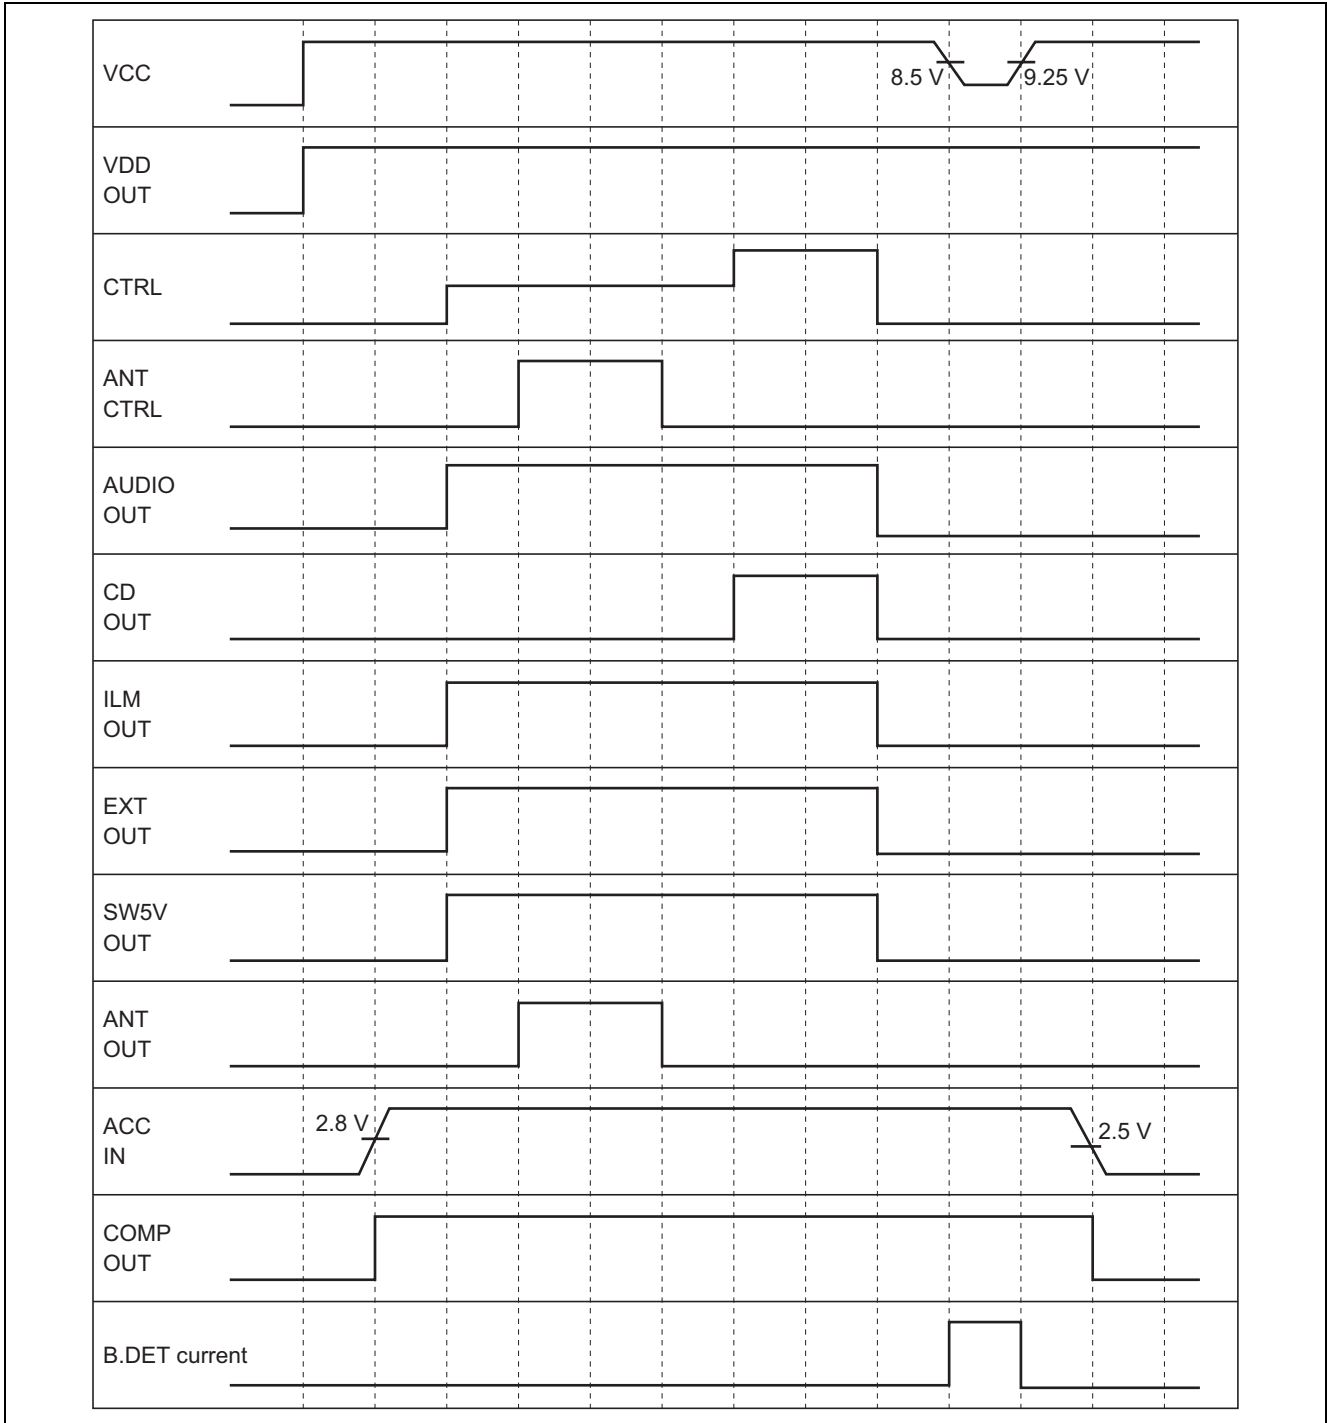 VCC
8.5 V
9.25 V
VDD
OUT
CTRL
ANT
CTRL
AUDIO
OUT
CD
OUT
ILM
OUT
EXT
OUT
SW5V
OUT
ANT
OUT
ACC
IN
2.8 V
2.5 V
COMP
OUT
B.DET current